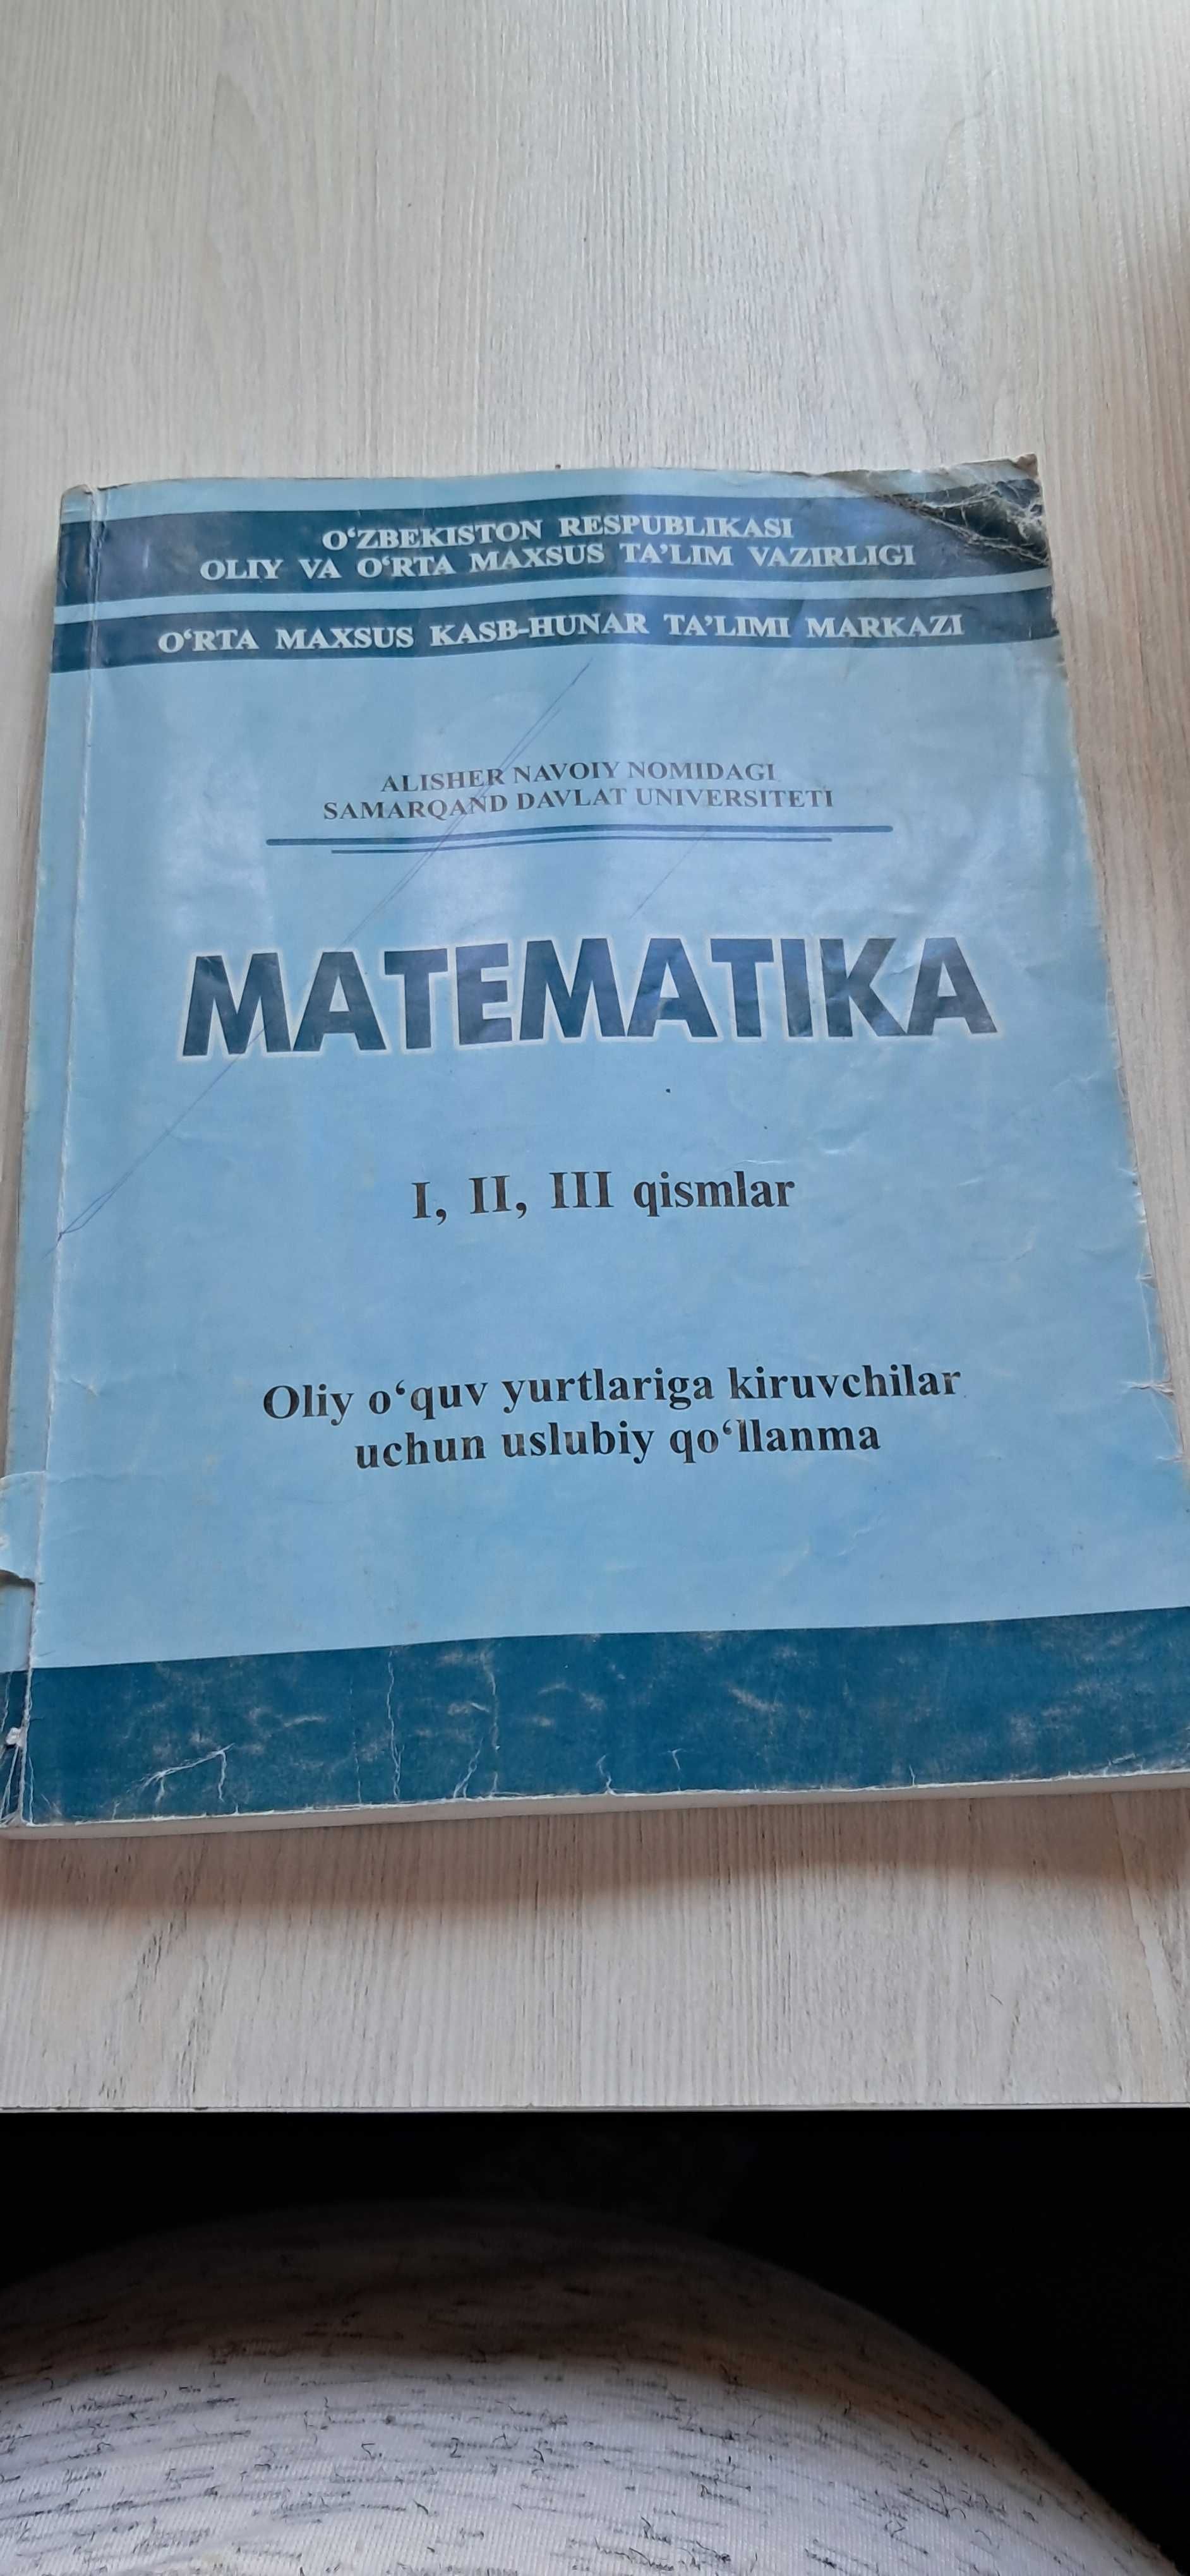 O‘ZBEKISTON RESPUBLIKASI
OLIY VA O‘RTA MAXSUS TA’LIM VAZIRLIGI
O‘RTA MAXSUS KASB-HUNAR TA’LIMI MARKAZI
ALISHER NAVOIY NOMIDAGI
SAMARQAND DAVLAT UNIVERSITETI
MATEMATIKA
I, II, III qismlar
Oliy o‘quv yurtlariga kiruvchilar
uchun uslubiy qo‘llanma